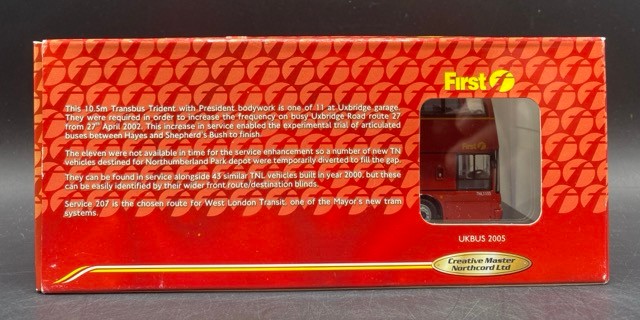 First
This 10.5m Transbus Trident with President bodywork is one of 11 at Uxbridge garage.
They were required in order to increase the frequency on busy Uxbridge Road route 27
from 27th April 2002. This increase in service enabled the experimental trial of articulated
buses between Hayes and Shepherd's Bush to finish.
The eleven were not available in time for the service enhancement so a number of new TN
vehicles destined for Northumberland Park depot were temporarily diverted to fill the gap.
They can be found in service alongside 43 similar TNL vehicles built in year 2000, but these
can be easily identified by their wider front route/destination blinds.
Service 207 is the chosen route for West London Transit, one of the Mayor's new tram
systems.
First
UKBUS 2005
Creative Master
Northcord Ltd